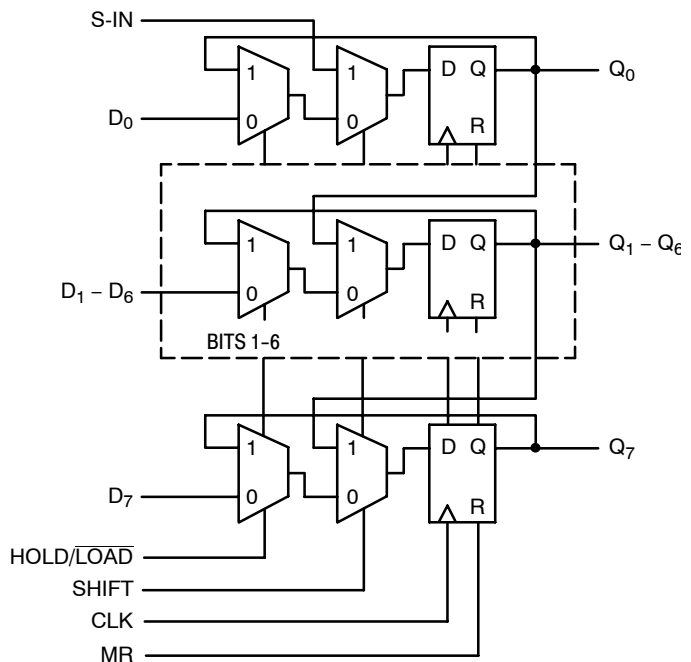 S-IN
1
1
D Q
Q0
D0
0
0
R
1
1
D Q
Q1 – Q6
D1 – D6
0
0
R
BITS 1–6
1
1
D Q
Q7
D7
0
0
R
HOLD/LOAD
SHIFT
CLK
MR